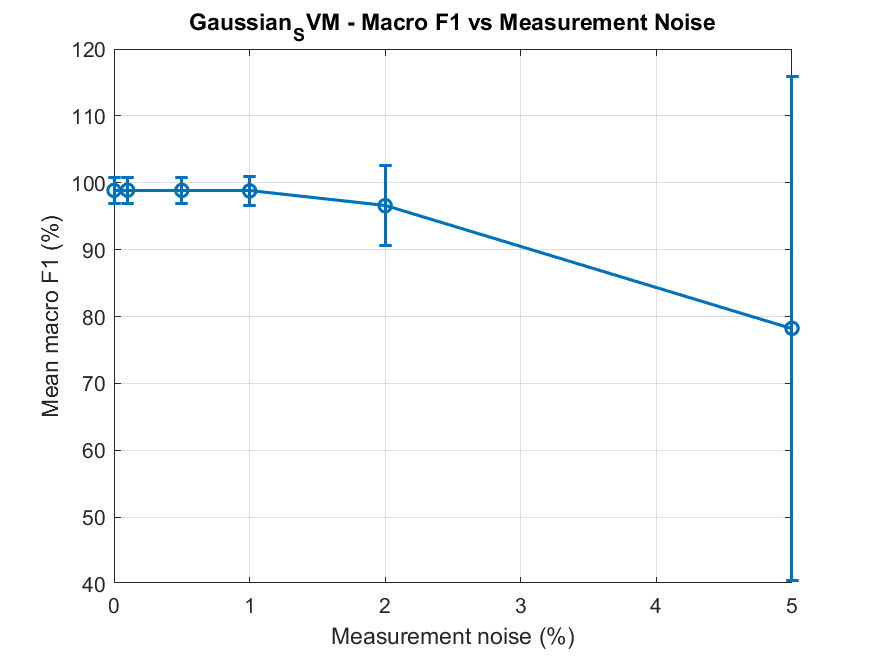 Gaussian_SVM - Macro F1 vs Measurement Noise
120
110
100
90
80
70
60
50
40
Mean macro F1 (%)
0 1 2 3 4 5
Measurement noise (%)